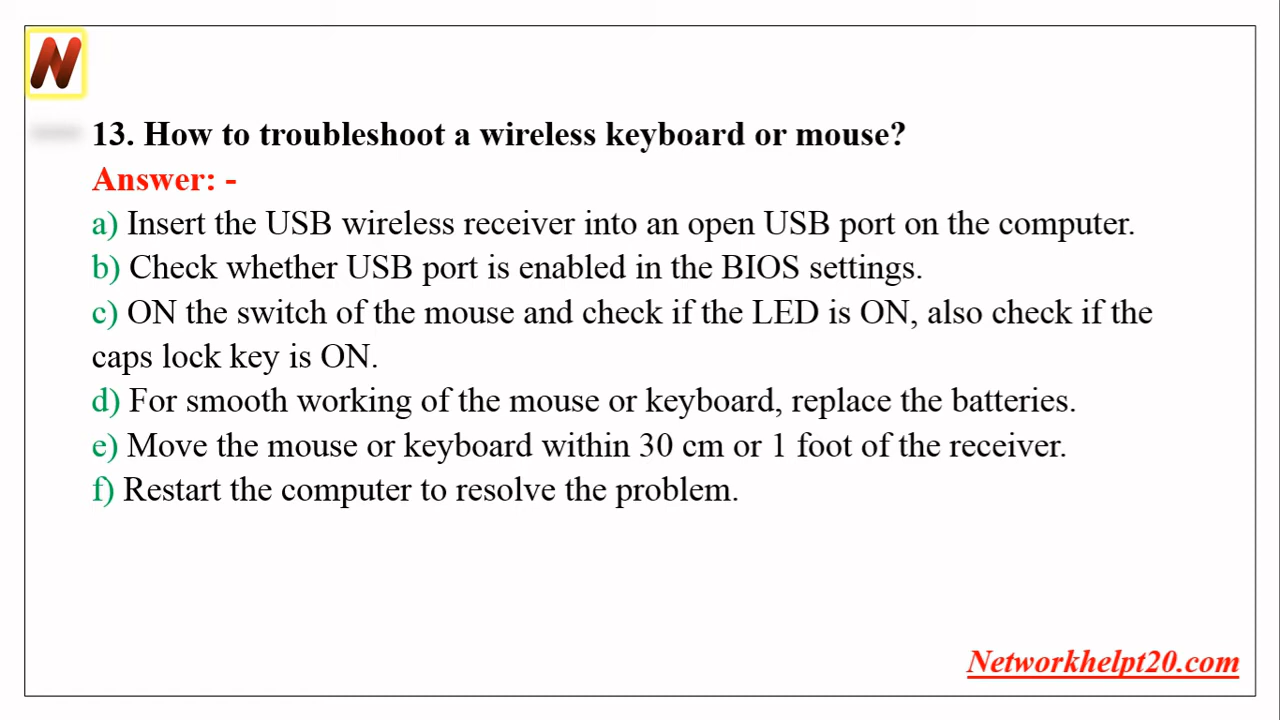 N
13. How to troubleshoot a wireless keyboard or mouse?
Answer: -
a) Insert the USB wireless receiver into an open USB port on the computer.
b) Check whether USB port is enabled in the BIOS settings.
c) ON the switch of the mouse and check if the LED is ON, also check if the
caps lock key is ON.
d) For smooth working of the mouse or keyboard, replace the batteries.
e) Move the mouse or keyboard within 30 cm or 1 foot of the receiver.
f) Restart the computer to resolve the problem.
Networkhelpt20.com